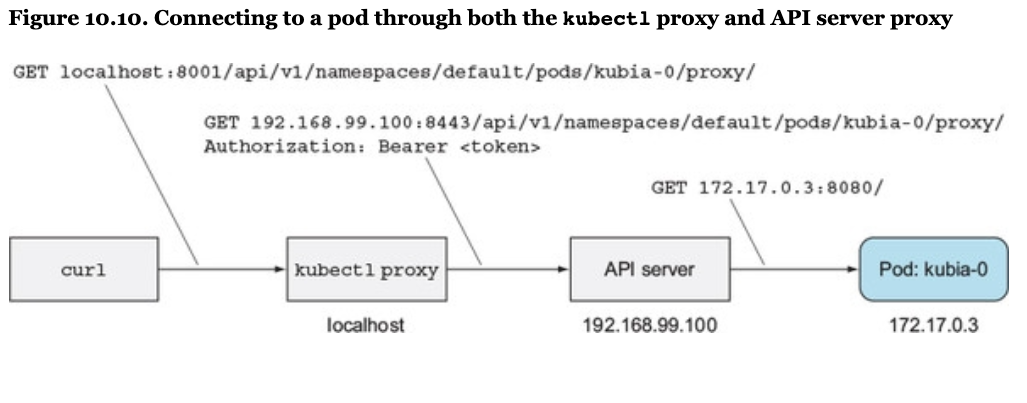 Figure 10.10. Connecting to a pod through both the kubectl proxy and API server proxy
GET localhost:8001/api/v1/namespaces/default/pods/kubia-0/proxy/
GET 192.168.99.100:8443/api/v1/namespaces/default/pods/kubia-0/proxy/
Authorization: Bearer <token>
GET 172.17.0.3:8080/
curl
kubectl proxy
API server
Pod: kubia-0
localhost
192.168.99.100
172.17.0.3